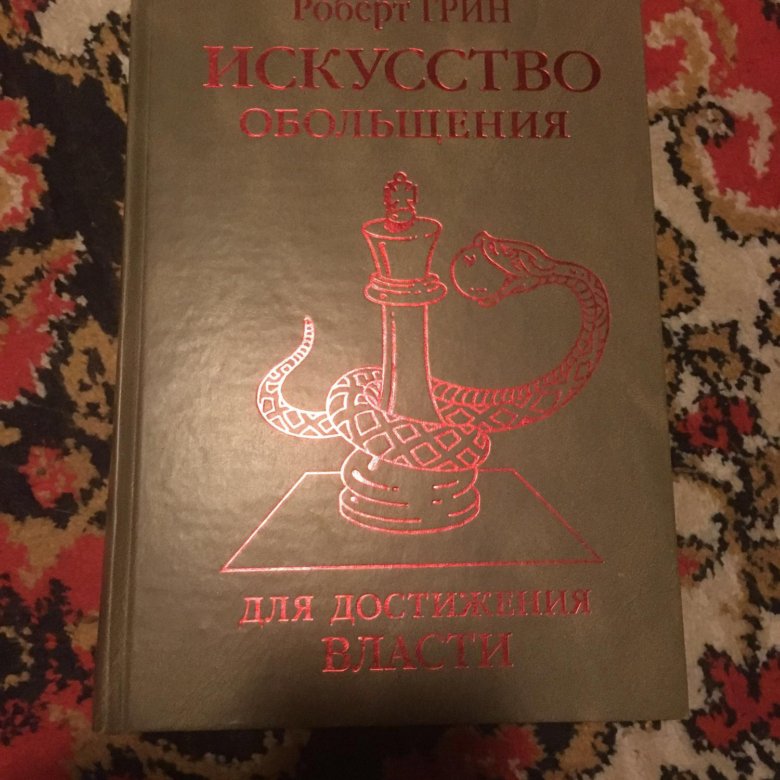 Роберт ГРИН
ИСКУССТВО
ОБОЛЬЩЕНИЯ
ДЛЯ ДОСТИЖЕНИЯ
ВЛАСТИ